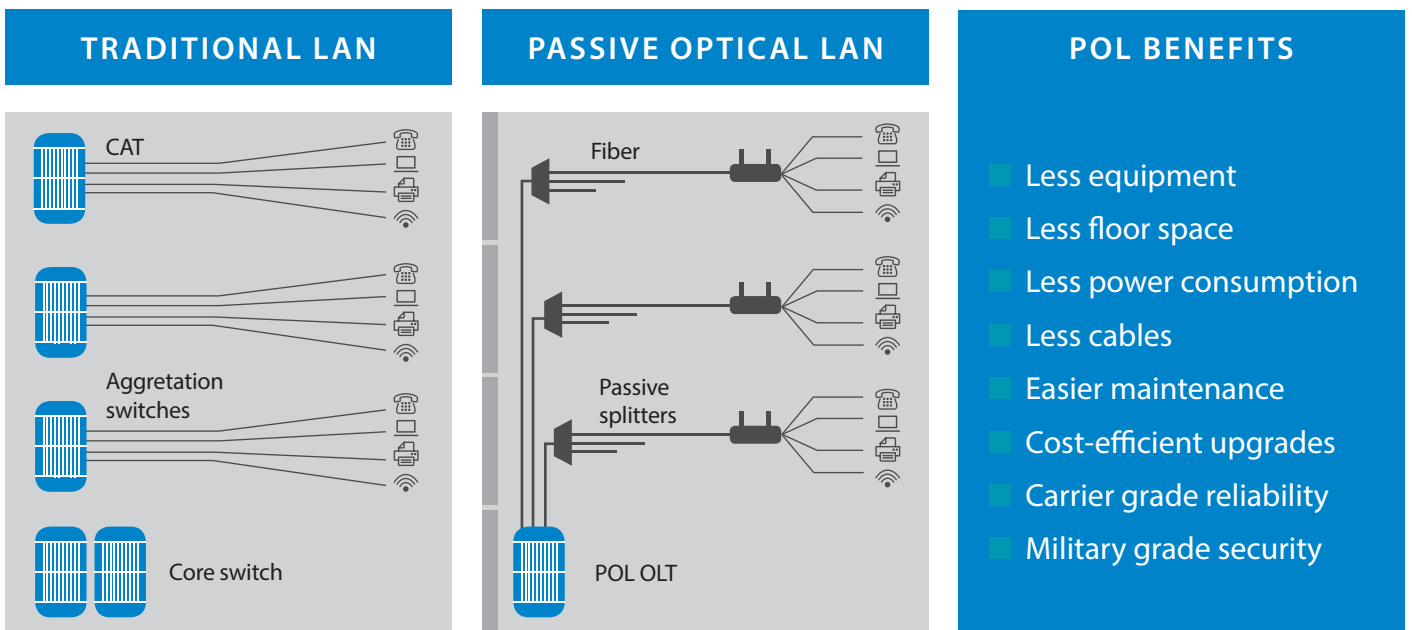 TRADITIONAL LAN
CAT
Aggretation
switches
Core switch
PASSIVE OPTICAL LAN
Fiber
Passive
splitters
POL OLT
POL BENEFITS
Less equipment
Less floor space
Less power consumption
Less cables
Easier maintenance
Cost-efficient upgrades
Carrier grade reliability
Military grade security